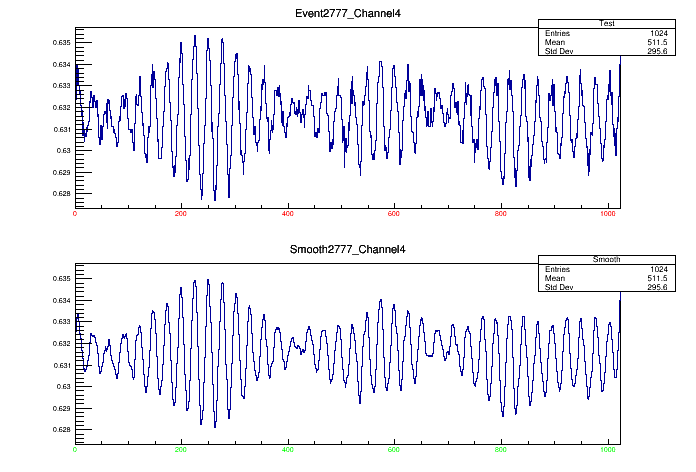 Event2777_Channel4
Test
Entries 1024
Mean 511.5
Std Dev 295.6
0.635
0.634
0.633
0.632
0.631
0.63
0.629
0.628
0 200 400 600 800 1000
Smooth2777_Channel4
Smooth
Entries 1024
Mean 511.5
Std Dev 295.6
0.635
0.634
0.633
0.632
0.631
0.63
0.629
0.628
0 200 400 600 800 1000